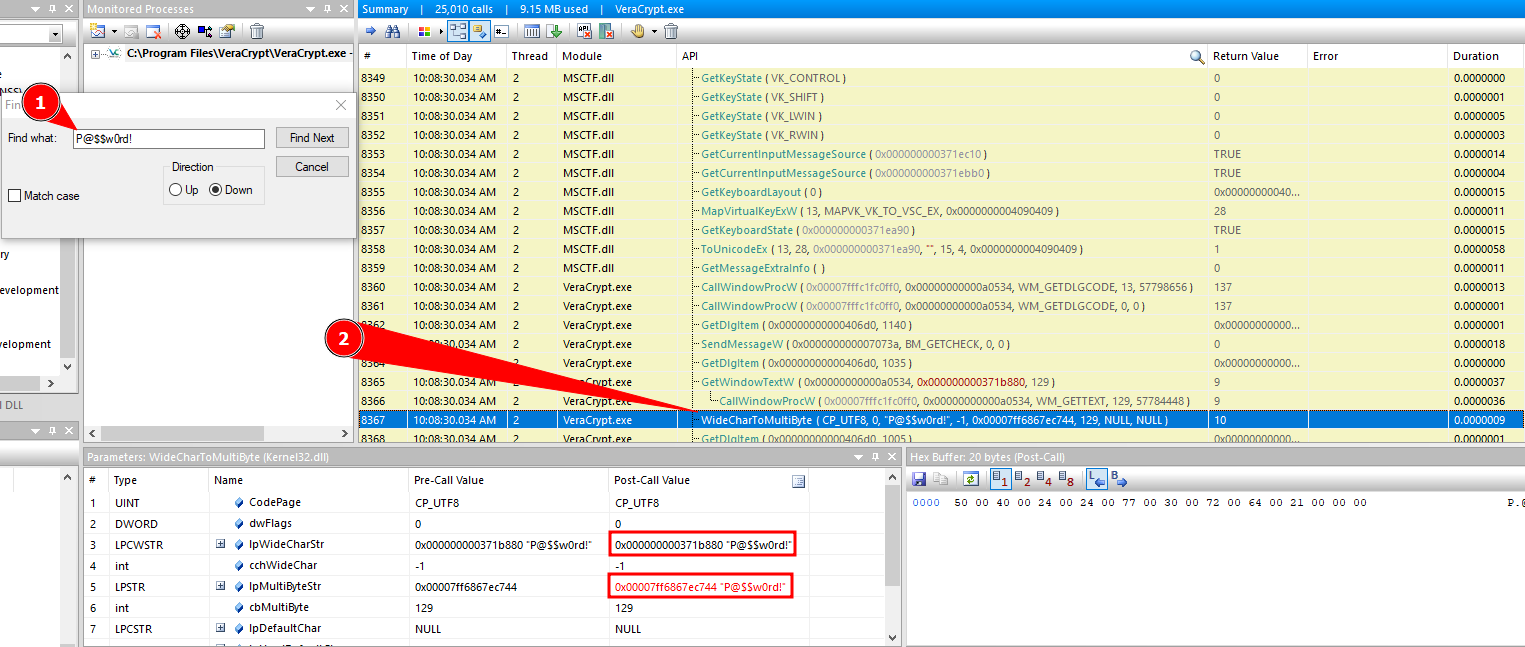 Monitored Processes
Summary | 25,010 calls | 9.15 MB used | VeraCrypt.exe
C:\Program Files\VeraCrypt\VeraCrypt.exe -
# Time of Day Thread Module API Return Value Error Duration
8349 10:08:30.034 AM 2 MSCTF.dll GetKeyState ( VK_CONTROL ) 0 0.0000000
8350 10:08:30.034 AM 2 MSCTF.dll GetKeyState ( VK_SHIFT ) 0 0.0000001
8351 10:08:30.034 AM 2 MSCTF.dll GetKeyState ( VK_LWIN ) 0 0.0000005
8352 10:08:30.034 AM 2 MSCTF.dll GetKeyState ( VK_RWIN ) 0 0.0000003
8353 10:08:30.034 AM 2 MSCTF.dll GetCurrentInputMessageSource ( 0x000000000371ec10 ) TRUE 0.0000014
8354 10:08:30.034 AM 2 MSCTF.dll GetCurrentInputMessageSource ( 0x000000000371ebb0 ) TRUE 0.0000004
8355 10:08:30.034 AM 2 MSCTF.dll GetKeyboardLayout ( 0 ) 0x00000000040... 0.0000015
8356 10:08:30.034 AM 2 MSCTF.dll MapVirtualKeyExW ( 13, MAPVK_VK_TO_VSC_EX, 0x0000000004090409 ) 28 0.0000011
8357 10:08:30.034 AM 2 MSCTF.dll GetKeyboardState ( 0x000000000371ea90 ) TRUE 0.0000015
8358 10:08:30.034 AM 2 MSCTF.dll ToUnicodeEx ( 13, 28, 0x000000000371ea90, "", 15, 4, 0x0000000004090409 ) 1 0.0000058
8359 10:08:30.034 AM 2 MSCTF.dll GetMessageExtraInfo ( ) 0 0.0000011
8360 10:08:30.034 AM 2 VeraCrypt.exe CallWindowProcW ( 0x00007fffc1fc0ff0, 0x00000000000a0534, WM_GETDLGCODE, 13, 57798656 ) 137 0.0000013
8361 10:08:30.034 AM 2 VeraCrypt.exe CallWindowProcW ( 0x00007fffc1fc0ff0, 0x00000000000a0534, WM_GETDLGCODE, 0, 0 ) 137 0.0000001
8362 10:08:30.034 AM 2 VeraCrypt.exe GetDlgItem ( 0x00000000000406d0, 1140 ) 0x00000000000... 0.0000001
10:08:30.034 AM 2 VeraCrypt.exe SendMessageW ( 0x000000000007073a, BM_GETCHECK, 0, 0 ) 0 0.0000018
8364 10:08:30.034 AM 2 VeraCrypt.exe GetDlgItem ( 0x00000000000406d0, 1035 ) 0x00000000000... 0.0000000
8365 10:08:30.034 AM 2 VeraCrypt.exe GetWindowTextW ( 0x00000000000a0534, 0x000000000371b880, 129 ) 9 0.0000037
8366 10:08:30.034 AM 2 VeraCrypt.exe CallWindowProcW ( 0x00007fffc1fc0ff0, 0x00000000000a0534, WM_GETTEXT, 129, 57784448 ) 9 0.0000036
8367 10:08:30.034 AM 2 VeraCrypt.exe WideCharToMultiByte ( CP_UTF8, 0, "P@$$w0rd!", -1, 0x00007ff6867ec744, 129, NULL, NULL ) 10 0.0000009
8368 10:08:30.034 AM 2 VeraCrypt.exe GetDlgItem ( 0x00000000000406d0, 1005 ) 0x00000000000... 0.0000001
1
2
Find what: P@$$w0rd! Find Next
Direction Cancel
Up Down
Match case
ry
evelopment
velopment
DLL
Parameters: WideCharToMultiByte (Kernel32.dll)
# Type Name Pre-Call Value Post-Call Value
1 UINT CodePage CP_UTF8 CP_UTF8
2 DWORD dwFlags 0 0
3 LPCWSTR lpWideCharStr 0x000000000371b880 "P@$$w0rd!" 0x000000000371b880 "P@$$w0rd!"
4 int cchWideChar -1 -1
5 LPSTR lpMultiByteStr 0x00007ff6867ec744 0x00007ff6867ec744 "P@$$w0rd!"
6 int cbMultiByte 129 129
7 LPCSTR lpDefaultChar NULL NULL
Hex Buffer: 20 bytes (Post-Call)
1 2 4 8 L B
0000 50 00 40 00 24 00 24 00 77 00 30 00 72 00 64 00 21 00 00 00 P.@